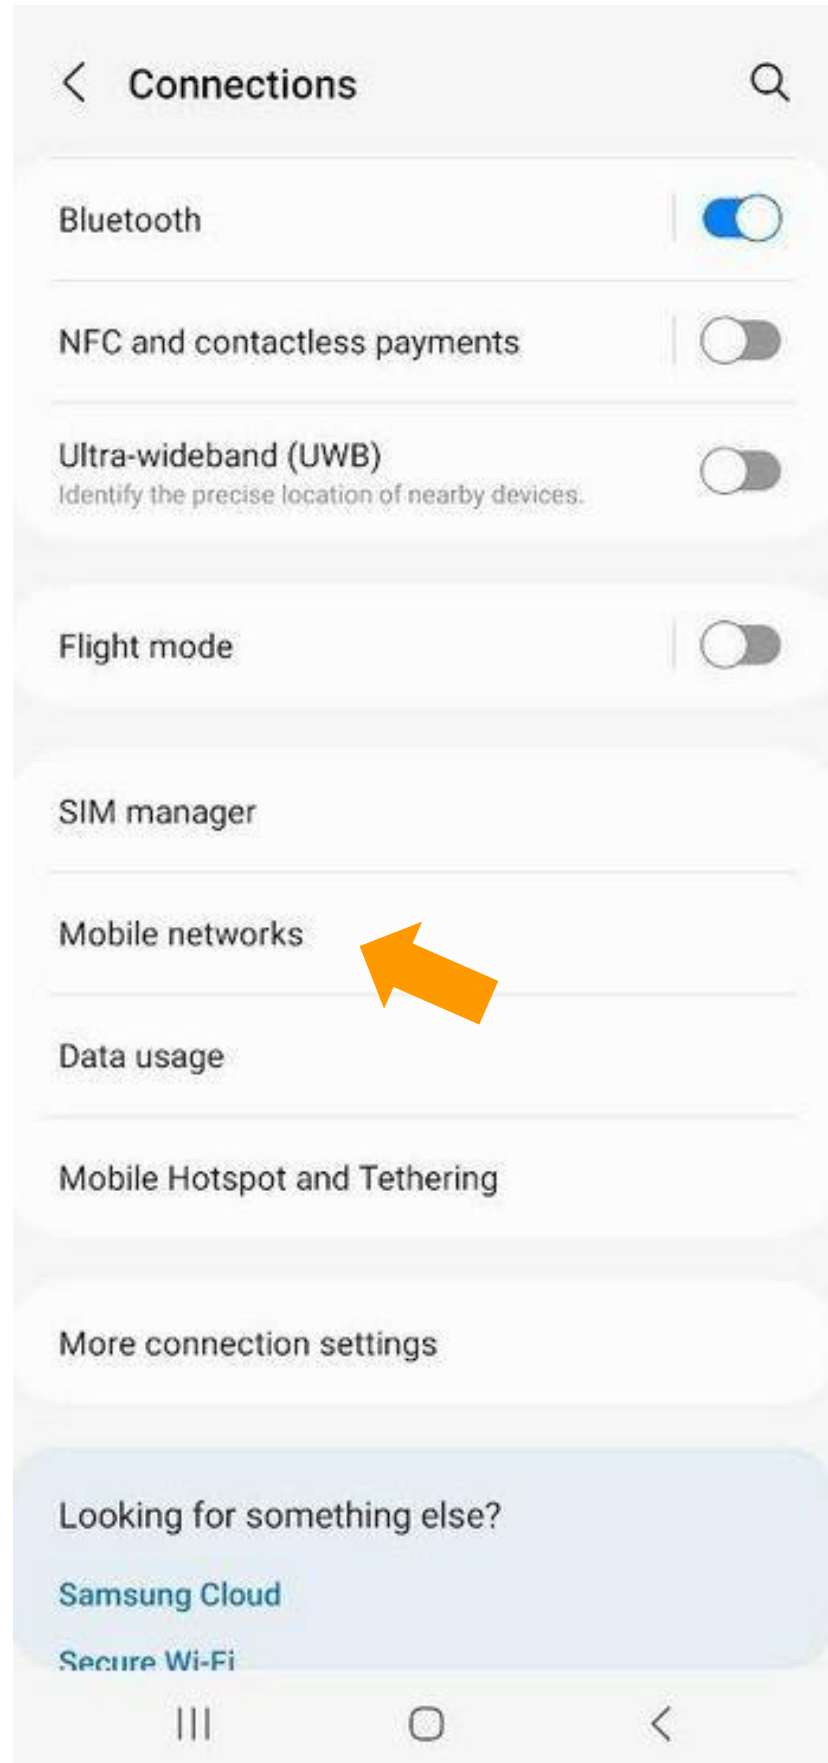 Connections
Bluetooth
NFC and contactless payments
Ultra-wideband (UWB)
Identify the precise location of nearby devices.
Flight mode
SIM manager
Mobile networks
Data usage
Mobile Hotspot and Tethering
More connection settings
Looking for something else?
Samsung Cloud
Secure Wi-Fi